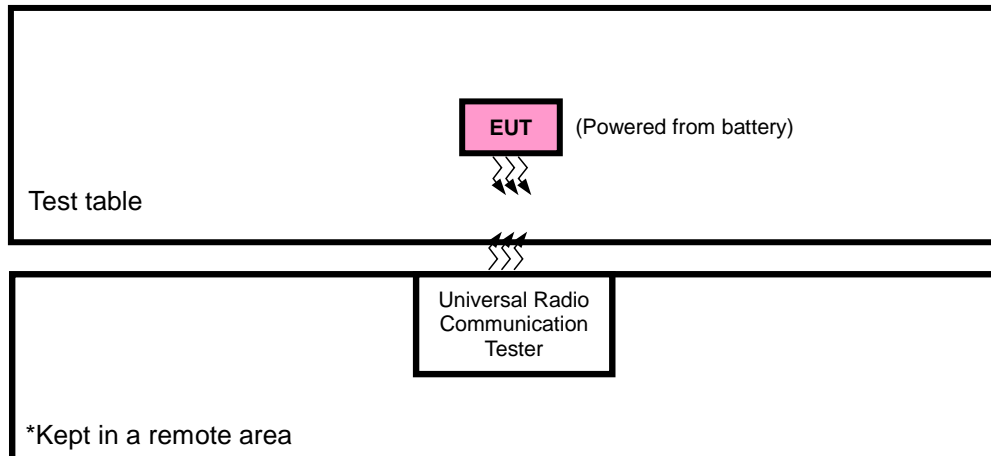 EUT
(Powered from battery)
Test table
Universal Radio
Communication
Tester
*Kept in a remote area